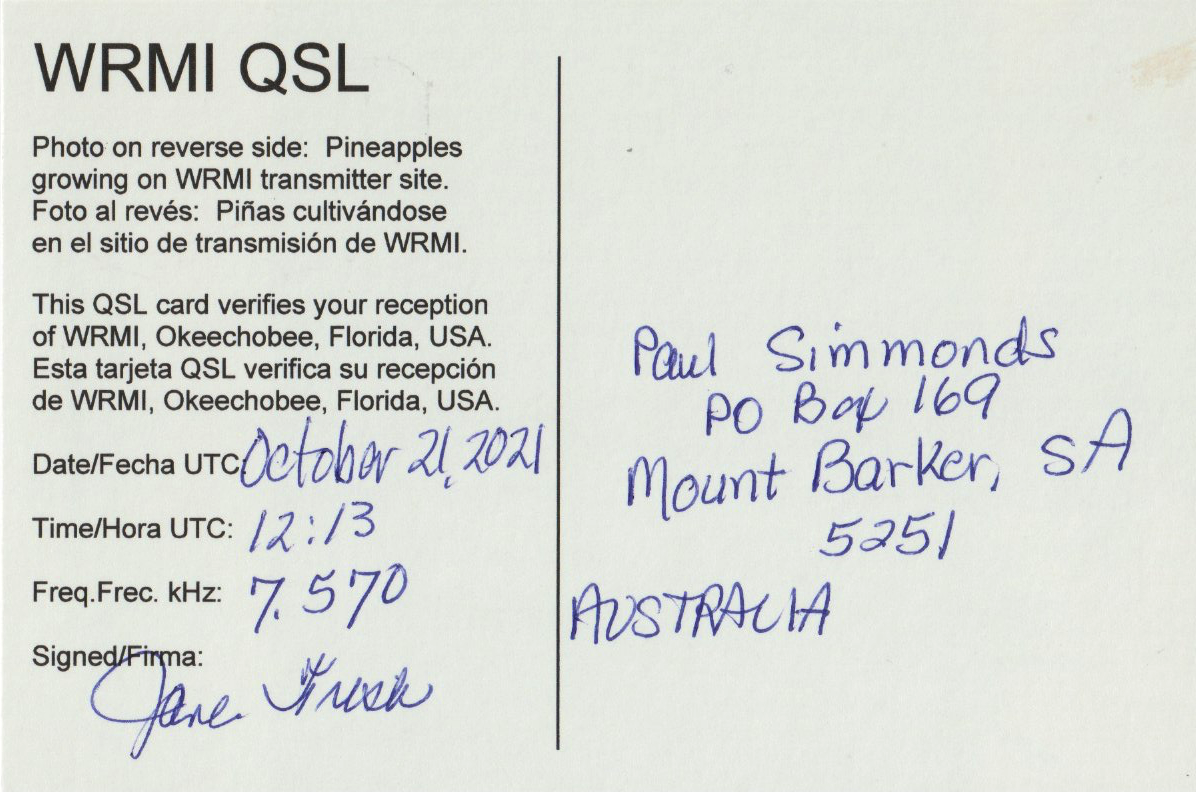 WRMI QSL
Photo on reverse side: Pineapples
growing on WRMI transmitter site.
Foto al revés: Piñas cultivándose
en el sitio de transmisión de WRMI.
This QSL card verifies your reception
of WRMI, Okeechobee, Florida, USA.
Esta tarjeta QSL verifica su recepción
de WRMI, Okeechobee, Florida, USA.
Date/Fecha UTC: October 21, 2021
Time/Hora UTC: 12:13
Freq.Frec. kHz: 7.570
Signed/Firma:
Jane
Paul Simmonds
PO Box 169
Mount Barker, SA
5251
AUSTRALIA